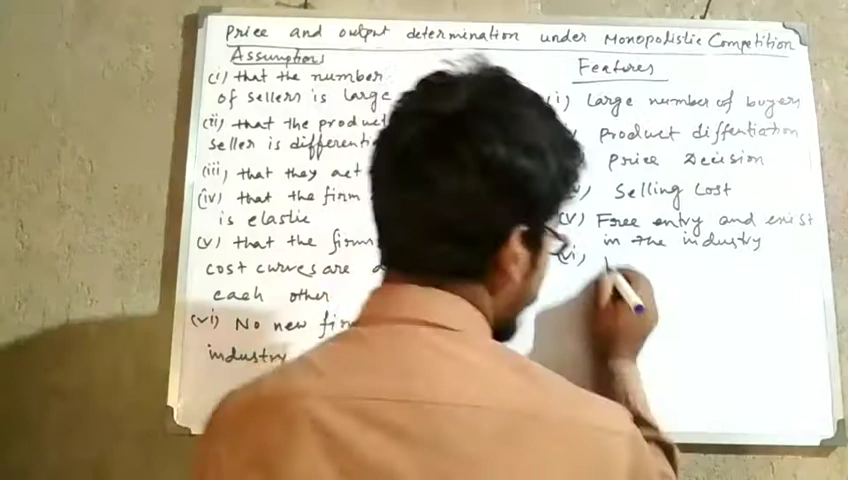 Price and output determination under Monopolistic Competition
Assumptions
(i) that the number
of sellers is large
(ii) that the product
seller is differenti
(iii) that they act
(iv) that the firm
is elastic
(v) that the firms
cost curves are
each other
(vi) No new fir
industry
Features
i) Large number of buyers
Product diffentiation
Price Decision
Selling Cost
(v) Free entry and exist
in the industry
(vi)